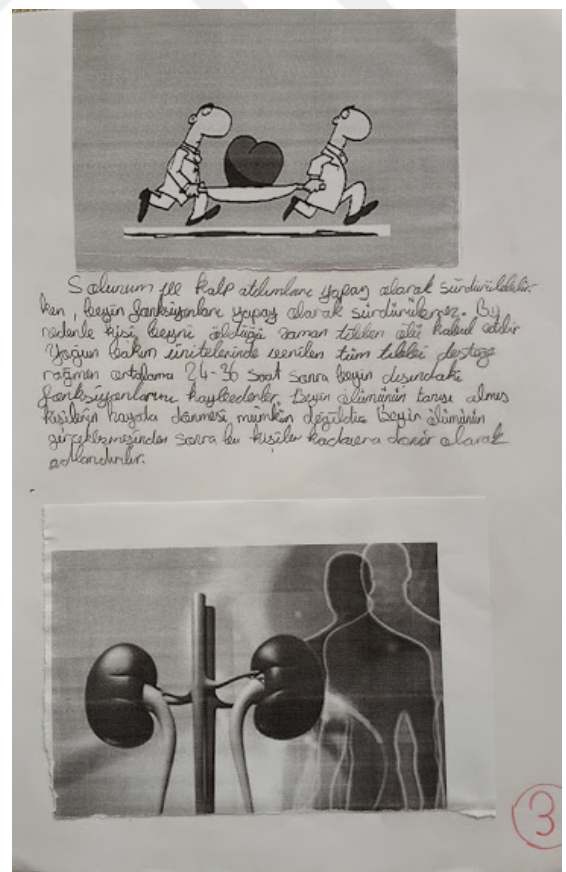 Solunum ile kalp atılımları yapay olarak sürdürülebilir-
ken, beyin fonksiyonları yapay olarak sürdürülemez. Bu
nedenle kişi beyni öldüğü zaman tıbben ölü kabul edilir
Yoğun bakım ünitelerinde verilen tüm tıbbi desteğe
rağmen ortalama 24-36 saat sonra beyin dışındaki
fonksiyonlarını kaybederler. Beyin ölümünün tanısı almış
kişilerin hayata dönmesi mümkün değildir. Beyin ölümünün
gerçekleşmesinden sonra bu kişiler kadavra donör olarak
adlandırılır.
3